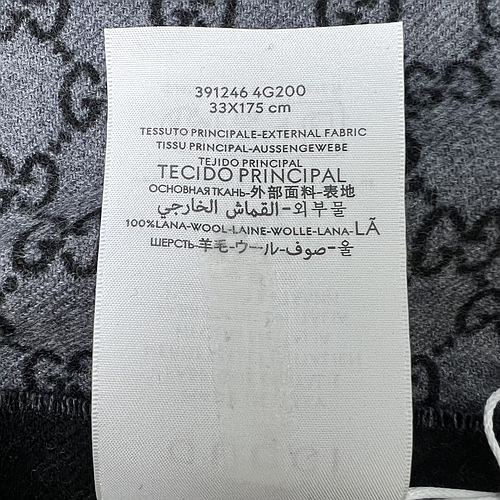 391246 4G200
33X175 cm
TESSUTO PRINCIPALE-EXTERNAL FABRIC
TISSU PRINCIPAL-AUSSENGEWEBE
TEJIDO PRINCIPAL
TECIDO PRINCIPAL
ОСНОВНАЯ ТКАНЬ-外部面料-表地
القماش الخارجي-외부물
100%LANA-WOOL-LAINE-WOLLE-LANA-LÃ
ШЕРСТЬ-羊毛-ウール-صوف-울